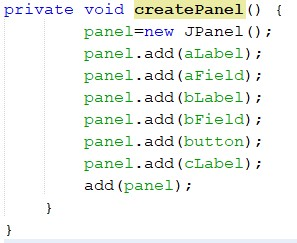 private void createPanel() {
panel=new JPanel();
panel.add(aLabel);
panel.add(aField);
panel.add(bLabel);
panel.add(bField);
panel.add(button);
panel.add(cLabel);
add(panel);
}
}